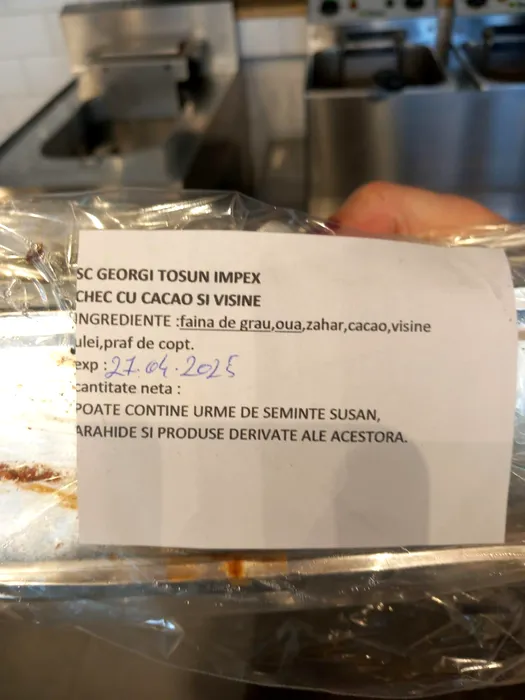 SC GEORGI TOSUN IMPEX
CHEC CU CACAO SI VISINE
INGREDIENTE :faina de grau,oua,zahar,cacao,visine
ulei,praf de copt.
exp : 27.04.2025
cantitate neta :
POATE CONTINE URME DE SEMINTE SUSAN,
ARAHIDE SI PRODUSE DERIVATE ALE ACESTORA.